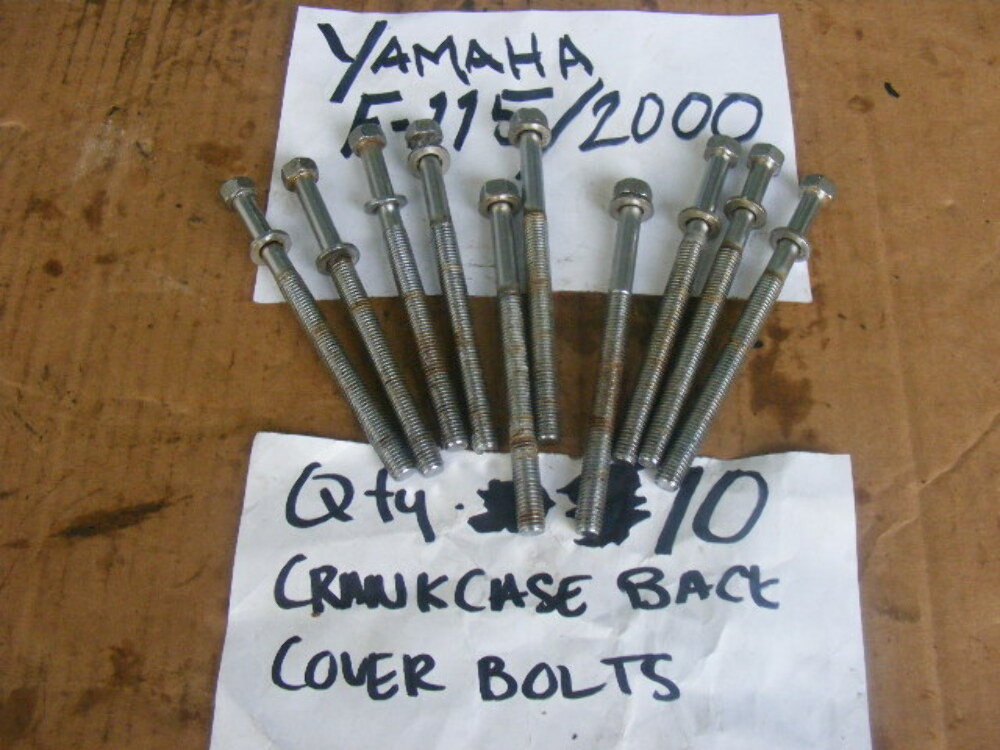 YAMAHA
F-115/2000
Qty. 10
CRANKCASE BACK
COVER BOLTS